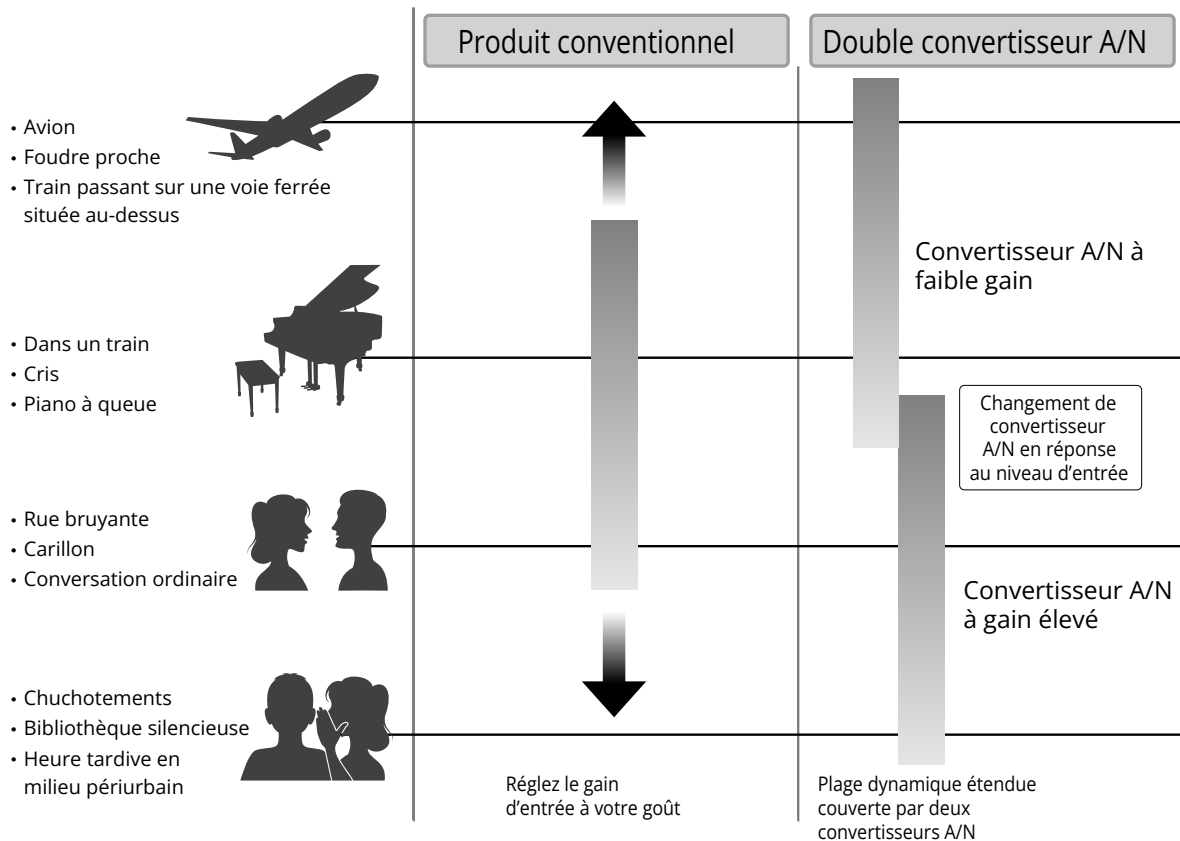 Produit conventionnel
Double convertisseur A/N
• Avion
• Foudre proche
• Train passant sur une voie ferrée
située au-dessus
Convertisseur A/N à
faible gain
• Dans un train
• Cris
• Piano à queue
Changement de
convertisseur
A/N en réponse
au niveau d’entrée
• Rue bruyante
• Carillon
• Conversation ordinaire
Convertisseur A/N
à gain élevé
• Chuchotements
• Bibliothèque silencieuse
• Heure tardive en
milieu périurbain
Réglez le gain
d’entrée à votre goût
Plage dynamique étendue
couverte par deux
convertisseurs A/N